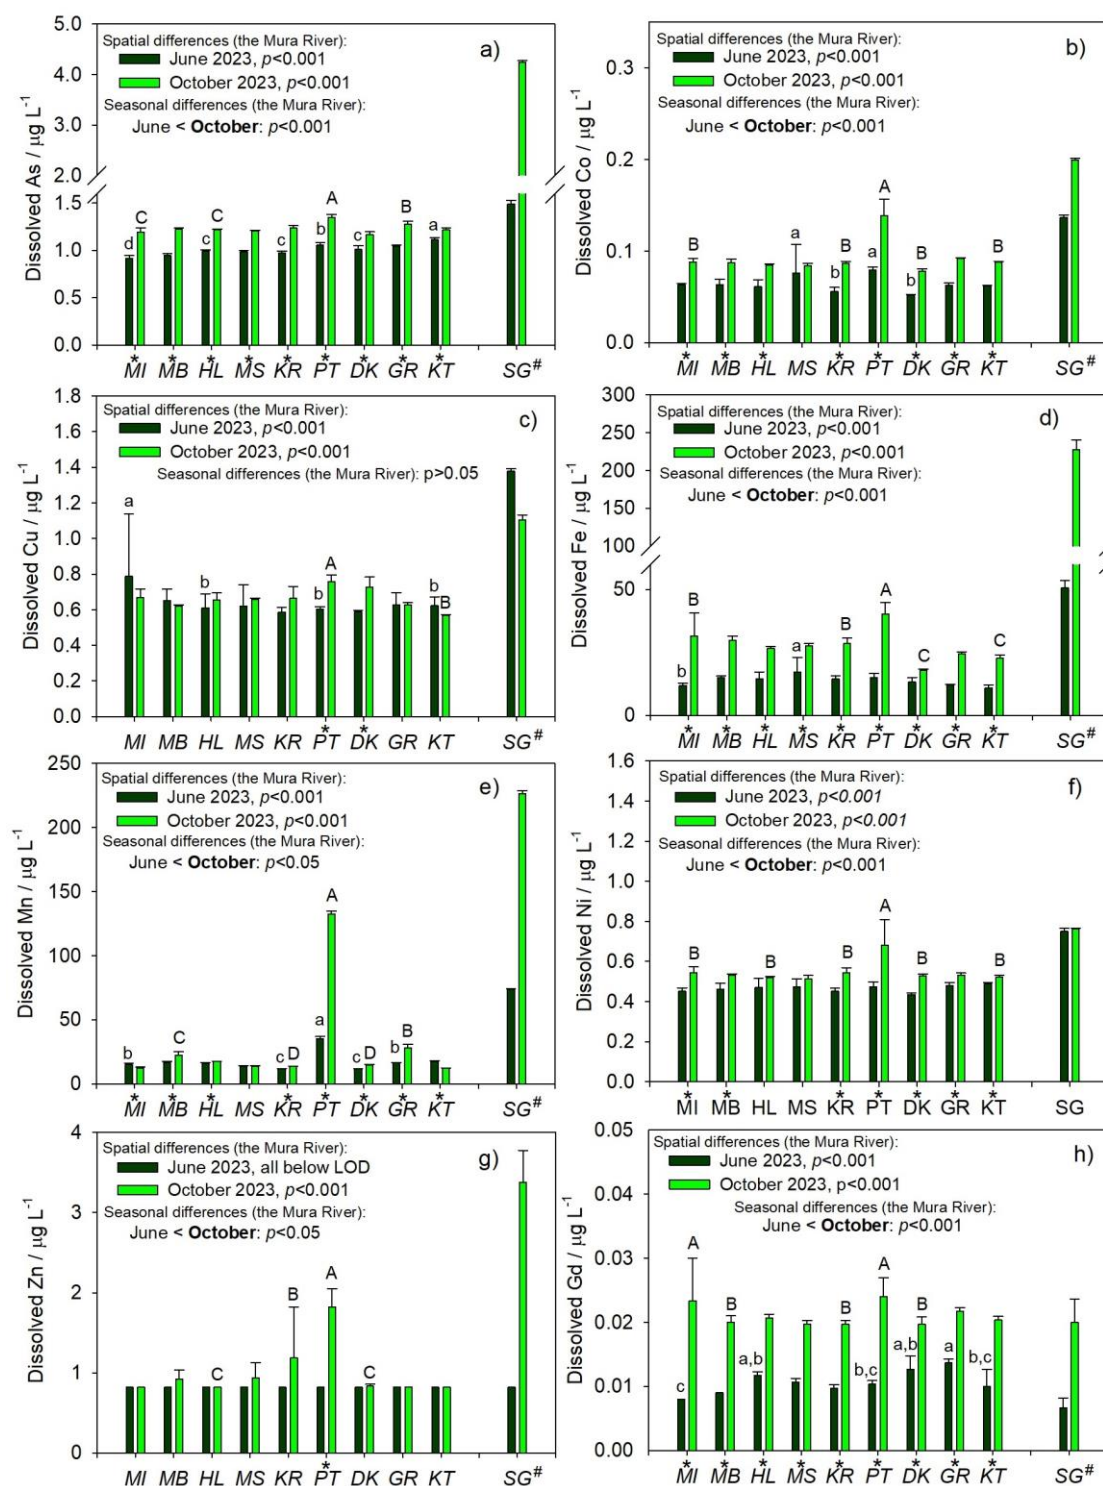 5.0
4.0
3.0
2.0
1.5
1.0
0.5
0.0
Dissolved As / μg L⁻¹
Spatial differences (the Mura River):
June 2023, p<0.001
October 2023, p<0.001
Seasonal differences (the Mura River):
June < October: p<0.001
a)
d C c C c b A c B a
* * * * * * * * *
MI MB HL MS KR PT DK GR KT SG#
0.3
0.2
0.1
0.0
Dissolved Co / μg L⁻¹
Spatial differences (the Mura River):
June 2023, p<0.001
October 2023, p<0.001
Seasonal differences (the Mura River):
June < October: p<0.001
b)
B a b B a A b B B
* * * * * * * *
MI MB HL MS KR PT DK GR KT SG#
1.8
1.6
1.4
1.2
1.0
0.8
0.6
0.4
0.2
0.0
Dissolved Cu / μg L⁻¹
Spatial differences (the Mura River):
June 2023, p<0.001
October 2023, p<0.001
Seasonal differences (the Mura River): p>0.05
c)
a b b A b B
* *
MI MB HL MS KR PT DK GR KT SG#
300
250
200
150
100
50
0
Dissolved Fe / μg L⁻¹
Spatial differences (the Mura River):
June 2023, p<0.001
October 2023, p<0.001
Seasonal differences (the Mura River):
June < October: p<0.001
d)
b B a B A C C
* * * * * * * * *
MI MB HL MS KR PT DK GR KT SG#
250
200
150
100
50
0
Dissolved Mn / μg L⁻¹
Spatial differences (the Mura River):
June 2023, p<0.001
October 2023, p<0.001
Seasonal differences (the Mura River):
June < October: p<0.05
e)
b C c D a A c D b B
* * * * * * * *
MI MB HL MS KR PT DK GR KT SG#
1.6
1.4
1.2
1.0
0.8
0.6
0.4
0.2
0.0
Dissolved Ni / μg L⁻¹
Spatial differences (the Mura River):
June 2023, p<0.001
October 2023, p<0.001
Seasonal differences (the Mura River):
June < October: p<0.001
f)
B B B A B B
* * * * * *
MI MB HL MS KR PT DK GR KT SG
4
3
2
1
0
Dissolved Zn / μg L⁻¹
Spatial differences (the Mura River):
June 2023, all below LOD
October 2023, p<0.001
Seasonal differences (the Mura River):
June < October: p<0.05
g)
C B A C
*
MI MB HL MS KR PT DK GR KT SG#
0.05
0.04
0.03
0.02
0.01
0.00
Dissolved Gd / μg L⁻¹
Spatial differences (the Mura River):
June 2023, p<0.001
October 2023, p<0.001
Seasonal differences (the Mura River):
June < October: p<0.001
h)
c A B a,b B b,c A a,b B a b,c
* * * * * * * * *
MI MB HL MS KR PT DK GR KT SG#